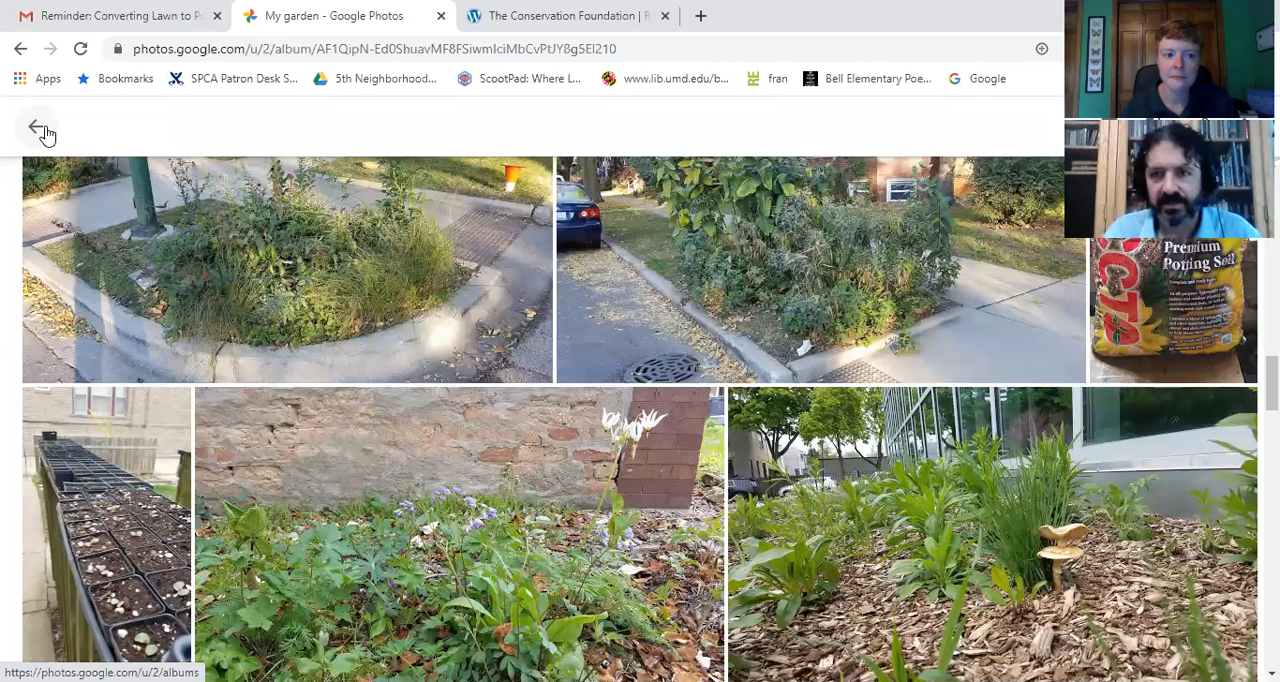 Reminder: Converting Lawn to Po
My garden - Google Photos
The Conservation Foundation | R
photos.google.com/u/2/album/AF1QipN-Ed0ShuavMF8FSiwmIciMbCvPtJY8g5El210
Apps
Bookmarks
SPCA Patron Desk S...
5th Neighborhood...
ScootPad: Where L...
www.lib.umd.edu/b...
fran
Bell Elementary Poe...
Google
Premium
Potting Soil
https://photos.google.com/u/2/albums